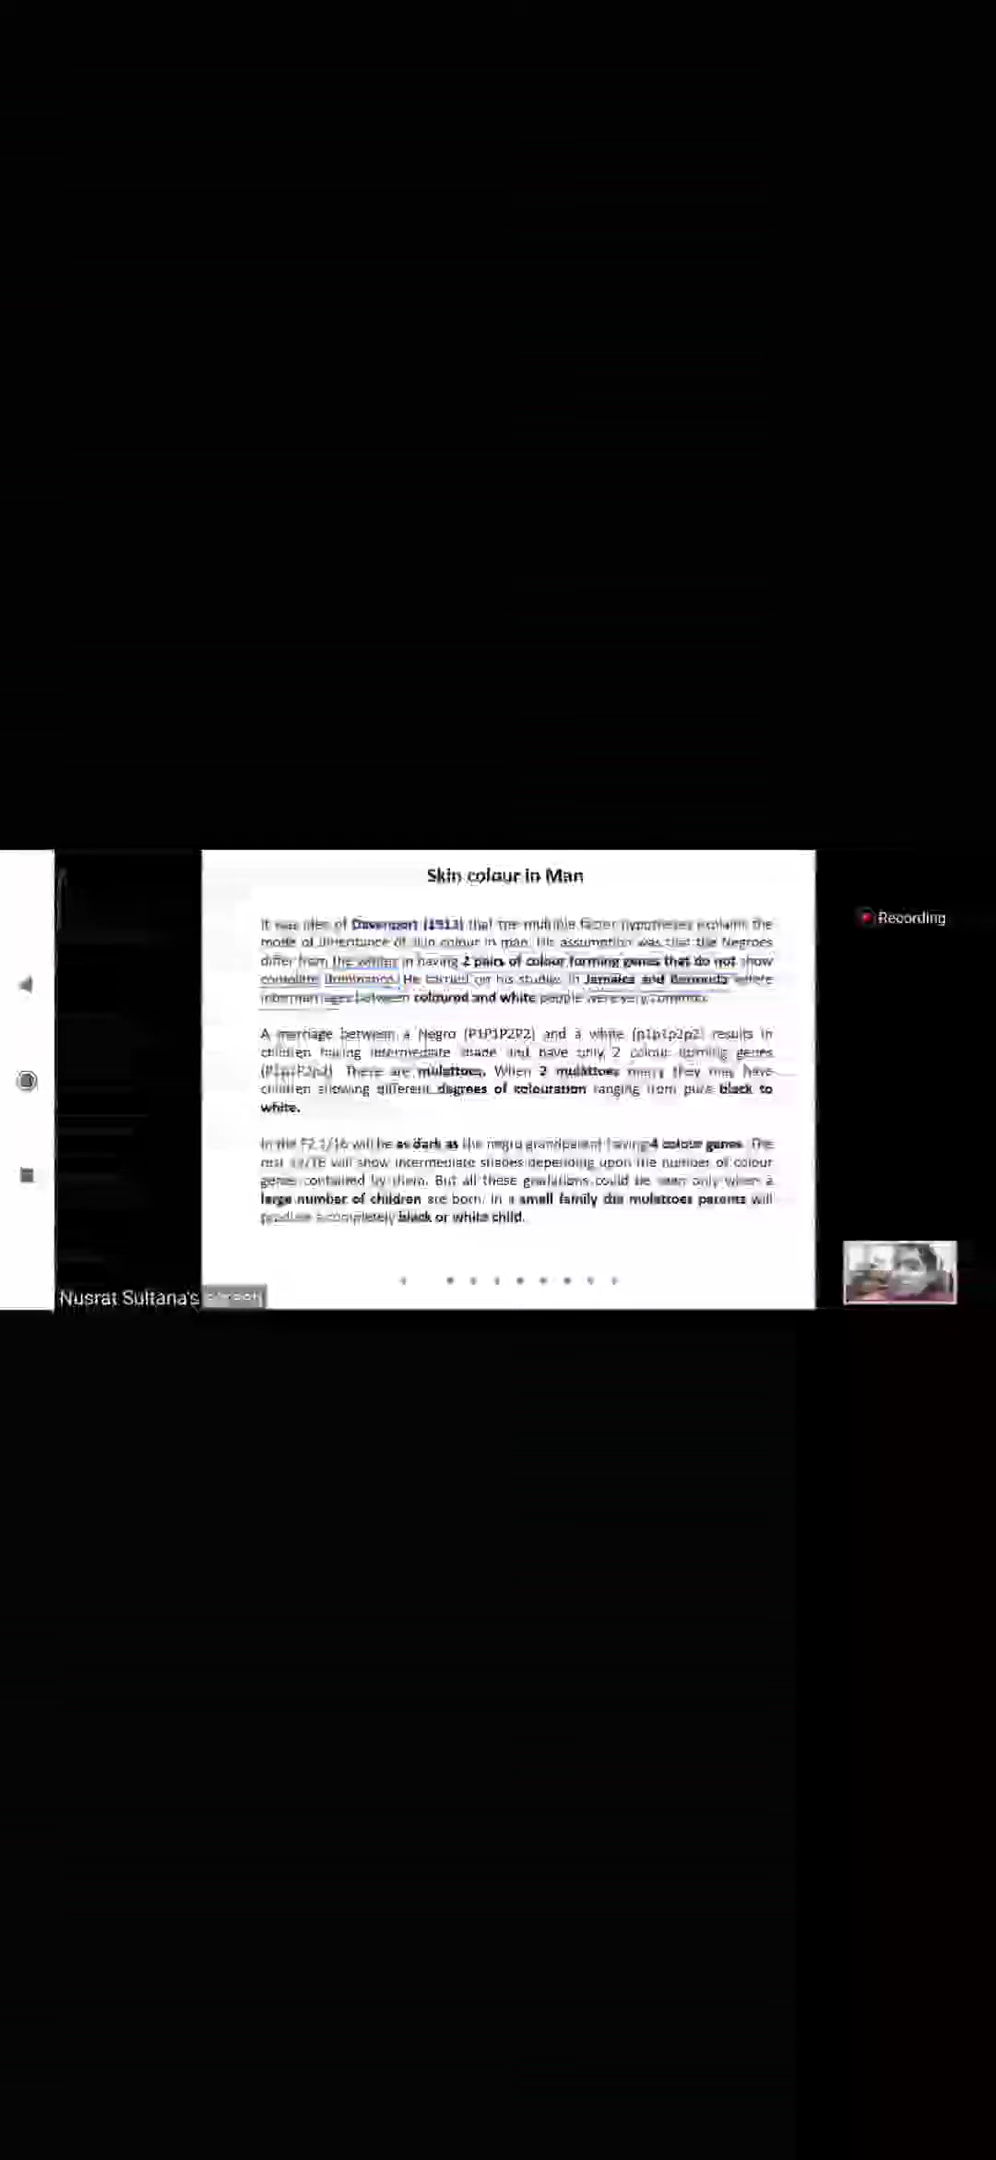 Skin colour in Man
Recording
It was idea of Davenport (1913) that the multiple factor hypotheses explains the
mode of inheritance of skin colour in man. His assumption was that the Negroes
differ from the whites in having 2 pairs of colour forming genes that do not show
complete dominance. He carried on his studies in Jamaica and Bermuda where
intermarriages between coloured and white people were very common.
A merriage between a Negro (P1P1P2P2) and a white (p1p1p2p2) results in
children having intermediate shade and have only 2 colour forming genes
(P1p1P2p2) These are mulattoes. When 2 mulattoes marry they may have
children showing different degrees of colouration ranging from pure black to
white.
In the F2 1/16 will be as dark as the negro grandparent having 4 colour genes. The
rest will show intermediate shades depending upon the number of colour
genes contained by them. But all these gradations could be seen only when a
large number of children are born. In a small family the mulattoes parents will
produce a completely black or white child.
Nusrat Sultana's screen